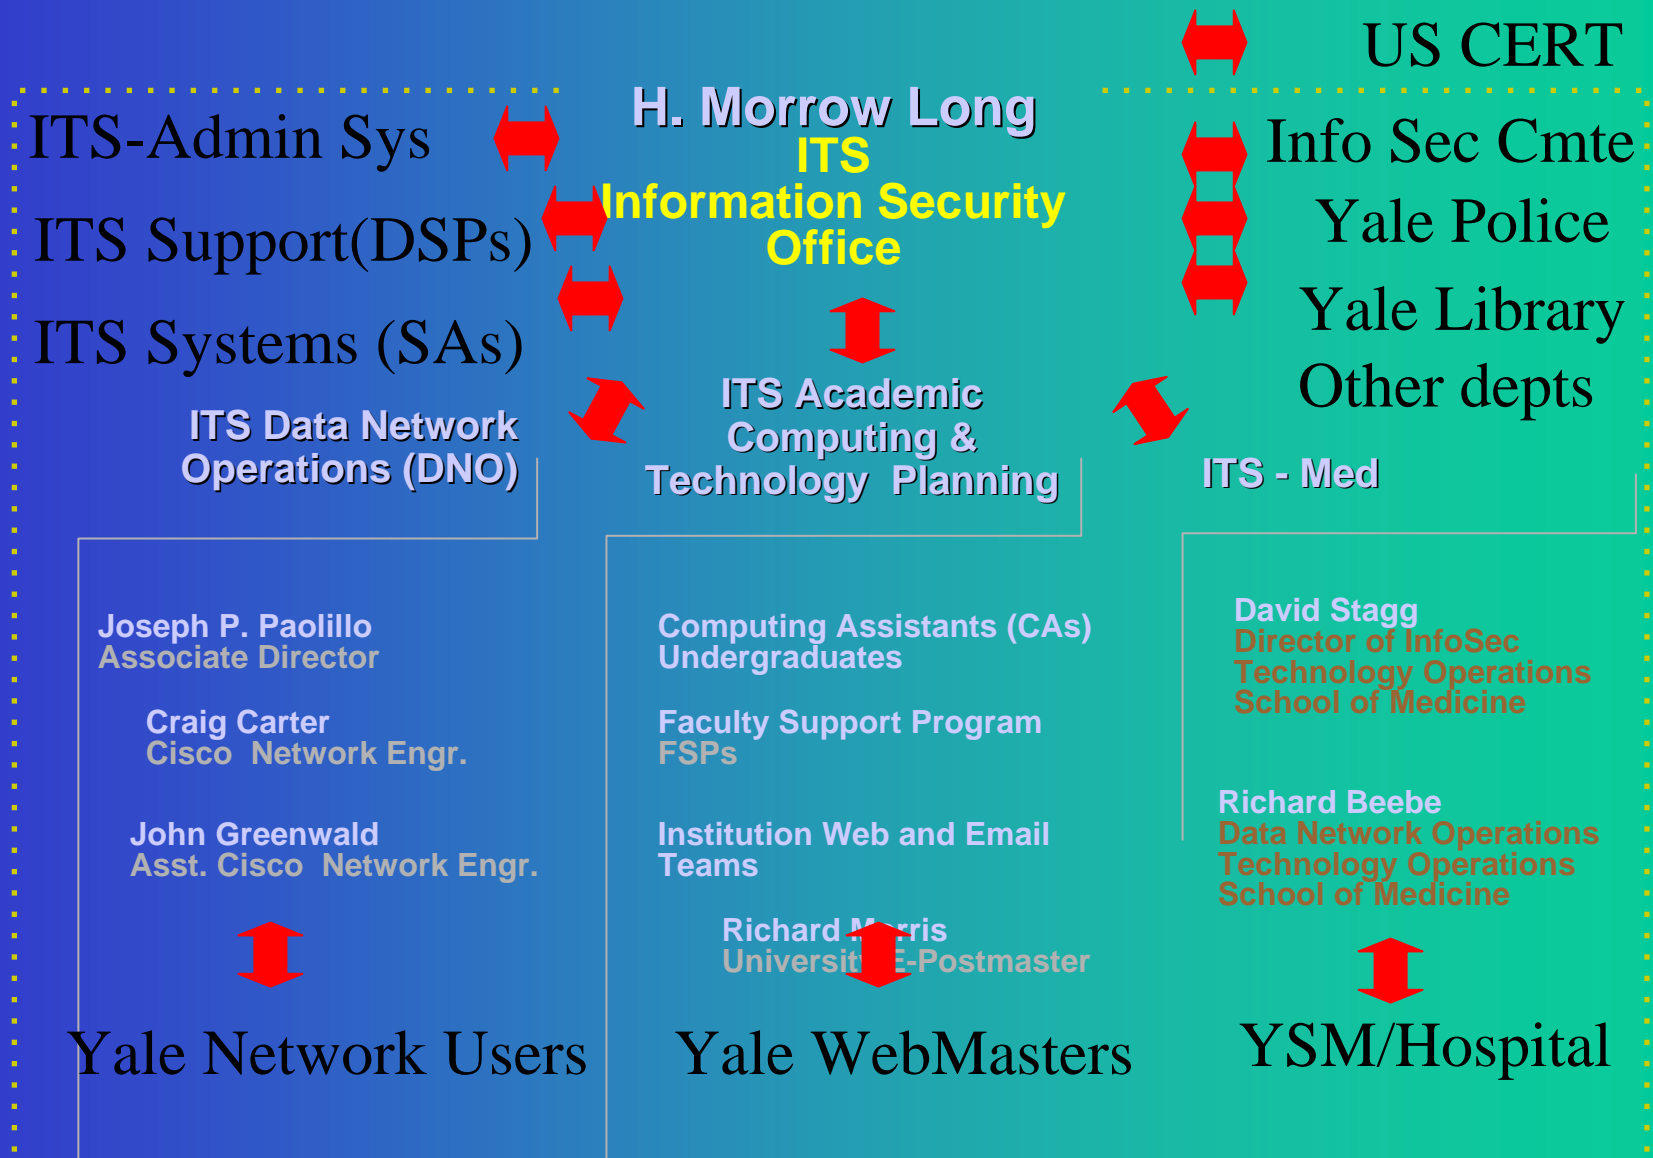 US CERT
H. Morrow Long
ITS
Information Security
Office
ITS-Admin Sys
ITS Support(DSPs)
ITS Systems (SAs)
Info Sec Cmte
Yale Police
Yale Library
Other depts
ITS Data Network
Operations (DNO)
ITS Academic
Computing &
Technology Planning
ITS - Med
Joseph P. Paolillo
Associate Director
Craig Carter
Cisco Network Engr.
John Greenwald
Asst. Cisco Network Engr.
Yale Network Users
Computing Assistants (CAs)
Undergraduates
Faculty Support Program
FSPs
Institution Web and Email
Teams
Richard Morris
University E-Postmaster
Yale WebMasters
David Stagg
Director of InfoSec
Technology Operations
School of Medicine
Richard Beebe
Data Network Operations
Technology Operations
School of Medicine
YSM/Hospital